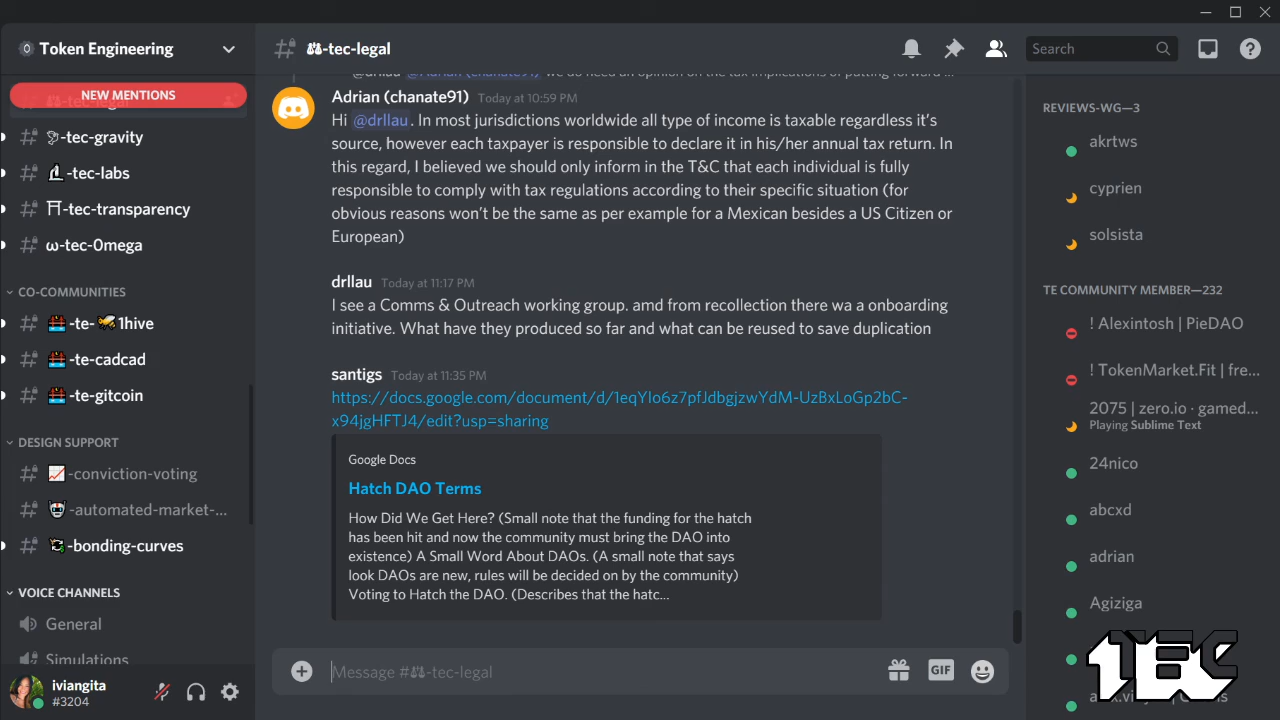 Token Engineering
NEW MENTIONS
-tec-gravity
-tec-labs
-tec-transparency
ω-tec-0mega
CO-COMMUNITIES
-te-1hive
-te-cadcad
-te-gitcoin
DESIGN SUPPORT
-conviction-voting
-automated-market-...
-bonding-curves
VOICE CHANNELS
General
Simulations
iviangita
#3204
-tec-legal
Search
Adrian (chanate91) Today at 10:59 PM
Hi @drllau. In most jurisdictions worldwide all type of income is taxable regardless it's
source, however each taxpayer is responsible to declare it in his/her annual tax return. In
this regard, I believed we should only inform in the T&C that each individual is fully
responsible to comply with tax regulations according to their specific situation (for
obvious reasons won't be the same as per example for a Mexican besides a US Citizen or
European)
drllau Today at 11:17 PM
I see a Comms & Outreach working group. amd from recollection there wa a onboarding
initiative. What have they produced so far and what can be reused to save duplication
santigs Today at 11:35 PM
https://docs.google.com/document/d/1eqYlo6z7pfJdbgjzwYdM-UzBxLoGp2bC-
x94jgHFTJ4/edit?usp=sharing
Google Docs
Hatch DAO Terms
How Did We Get Here? (Small note that the funding for the hatch
has been hit and now the community must bring the DAO into
existence) A Small Word About DAOs. (A small note that says
look DAOs are new, rules will be decided on by the community)
Voting to Hatch the DAO. (Describes that the hatc...
Message #-tec-legal
GIF
REVIEWS-WG—3
akrtws
cyprien
solsista
TE COMMUNITY MEMBER—232
! Alexintosh | PieDAO
! TokenMarket.Fit | fre...
2075 | zero.io · gamed...
Playing Sublime Text
24nico
abcxd
adrian
Agiziga
TEC